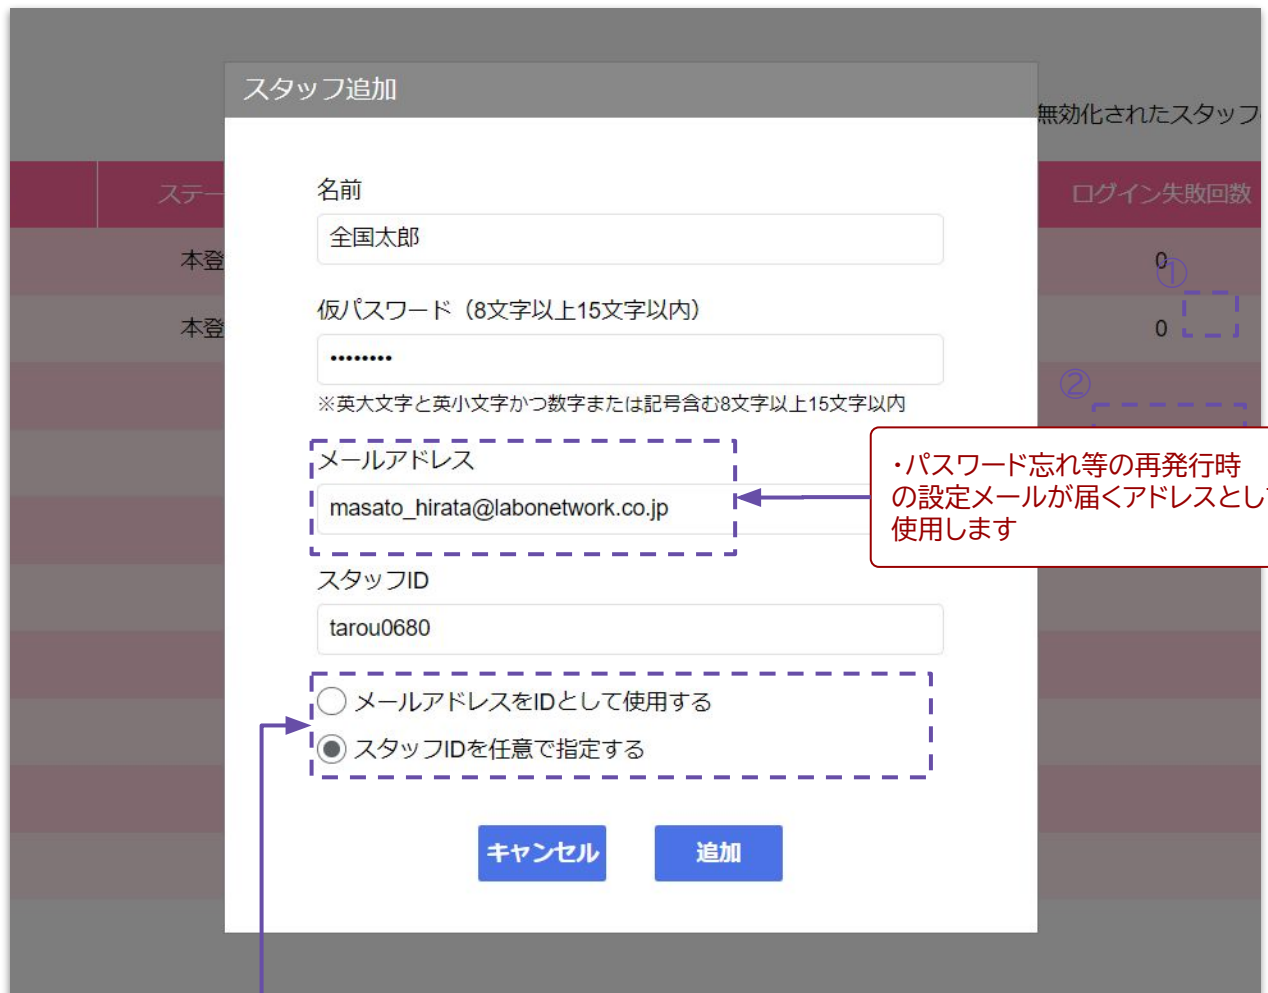 スタッフ追加
無効化されたスタッフ
ステー
ログイン失敗回数
名前
全国太郎
本登
0
①
仮パスワード（8文字以上15文字以内）
本登
0
••••••••
②
※英大文字と英小文字かつ数字または記号含む8文字以上15文字以内
メールアドレス
masato_hirata@labonetwork.co.jp
・パスワード忘れ等の再発行時
の設定メールが届くアドレスとして
使用します
スタッフID
tarou0680
メールアドレスをIDとして使用する
スタッフIDを任意で指定する
キャンセル
追加